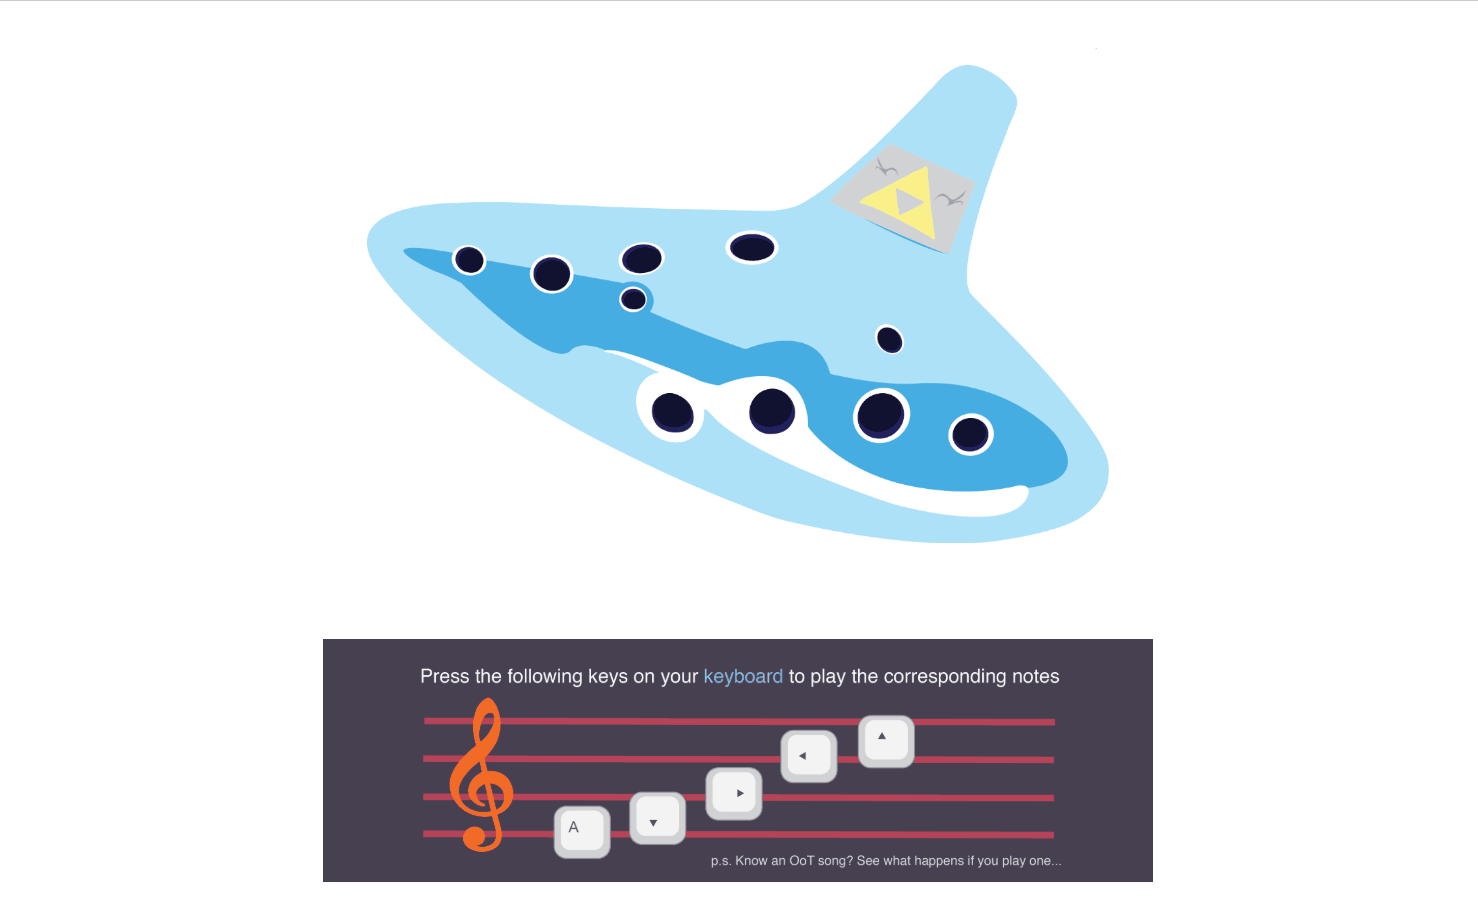 Press the following keys on your keyboard to play the corresponding notes
A
p.s. Know an OoT song? See what happens if you play one...